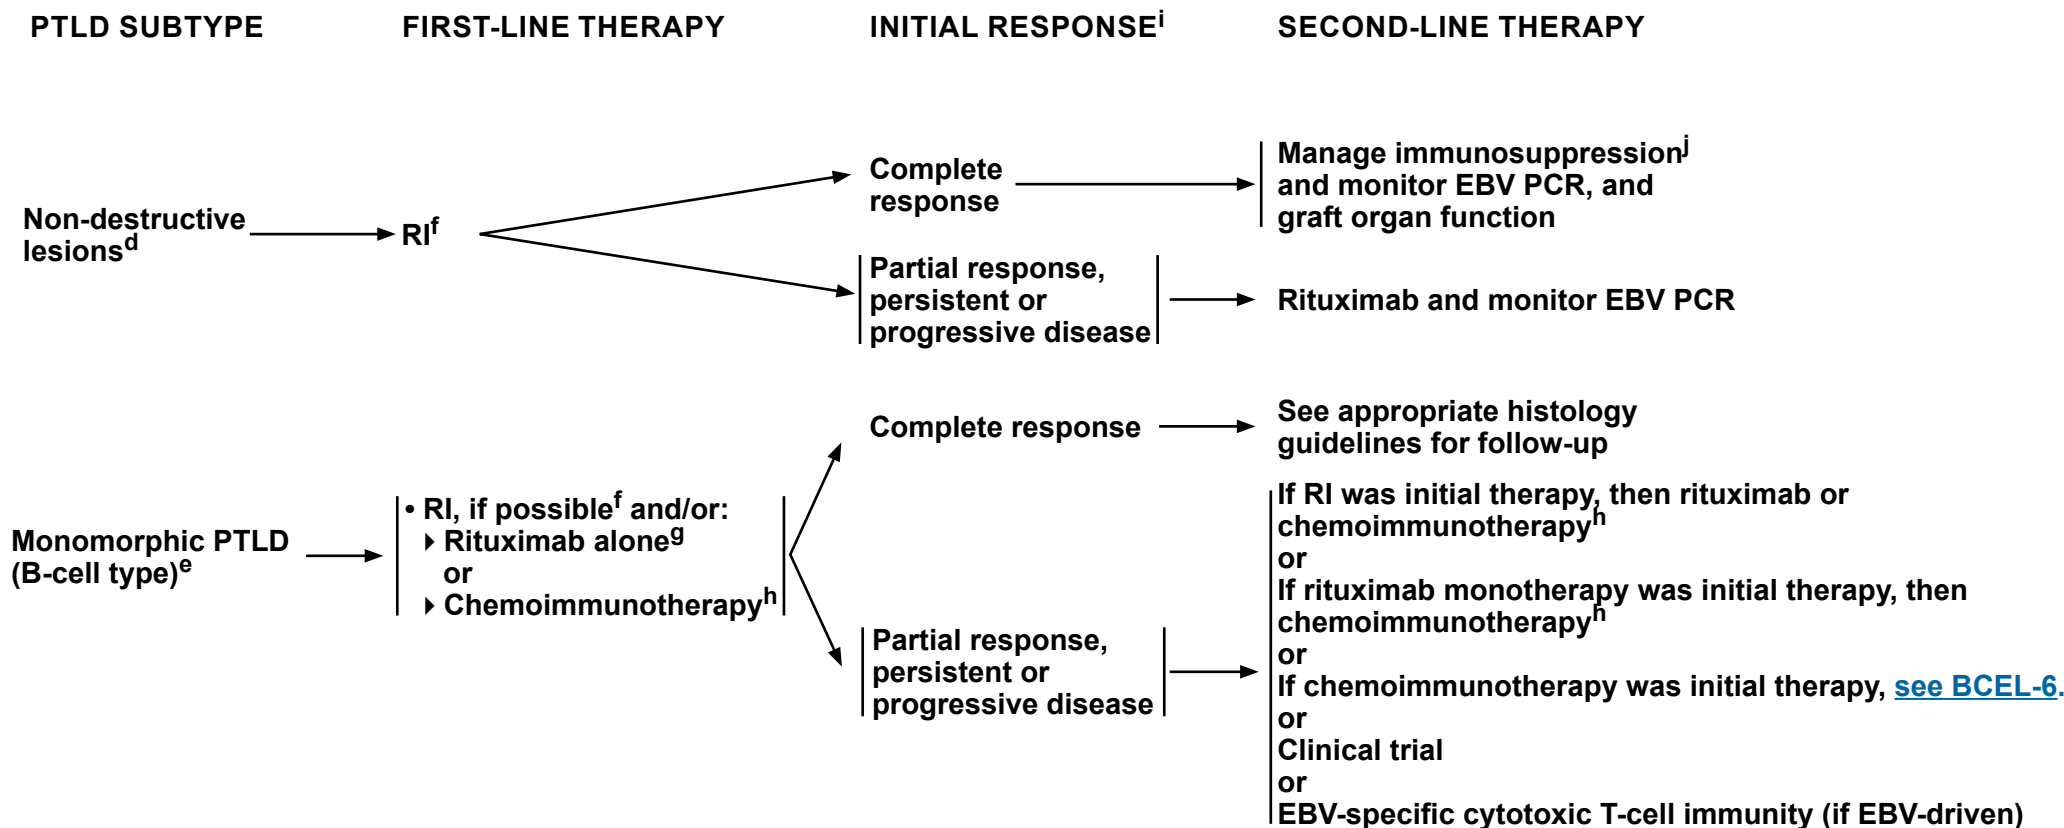 PTLD SUBTYPE FIRST-LINE THERAPY INITIAL RESPONSEi SECOND-LINE THERAPY
Non-destructive
lesionsd
RIf
Complete
response
Manage immunosuppressionj
and monitor EBV PCR, and
graft organ function
Partial response,
persistent or
progressive disease
Rituximab and monitor EBV PCR
Monomorphic PTLD
(B-cell type)e
• RI, if possiblef and/or:
Rituximab aloneg
or
Chemoimmunotherapyh
Complete response
See appropriate histology
guidelines for follow-up
Partial response,
persistent or
progressive disease
If RI was initial therapy, then rituximab or
chemoimmunotherapyh
or
If rituximab monotherapy was initial therapy, then
chemoimmunotherapyh
or
If chemoimmunotherapy was initial therapy, see BCEL-6.
or
Clinical trial
or
EBV-specific cytotoxic T-cell immunity (if EBV-driven)